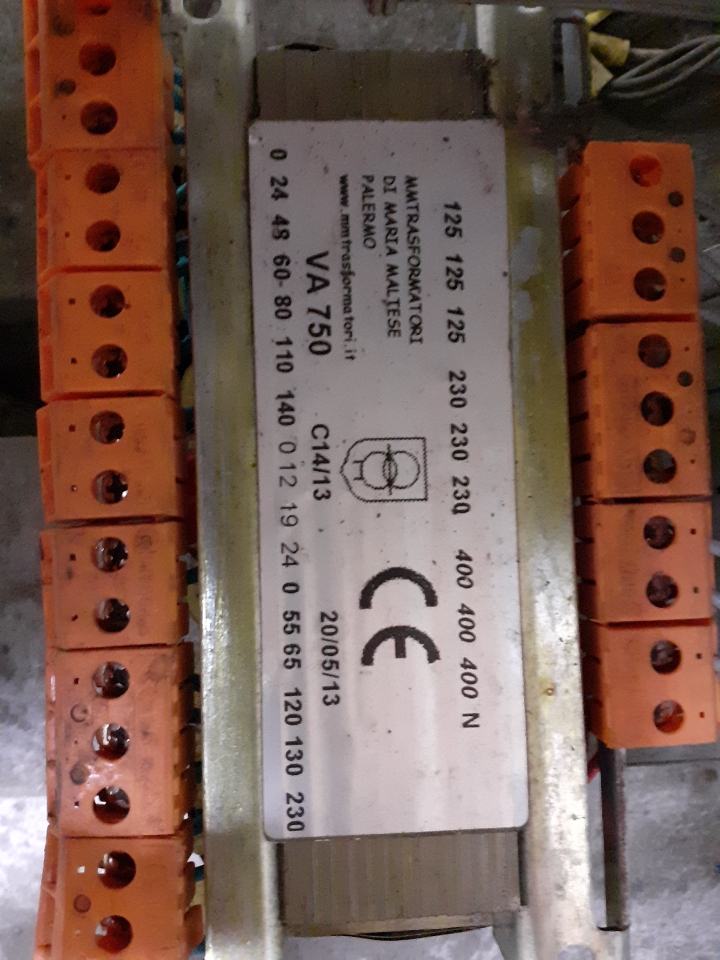 125 125 125 230 230 230 400 400 400 N
MMTRASFORMATORI
DI MARIA MALTESE
PALERMO
www.mmtrasformatori.it
VA 750 C14/13 20/05/13
CE
0 24 48 60- 80 110 140 0 12 19 24 0 55 65 120 130 230